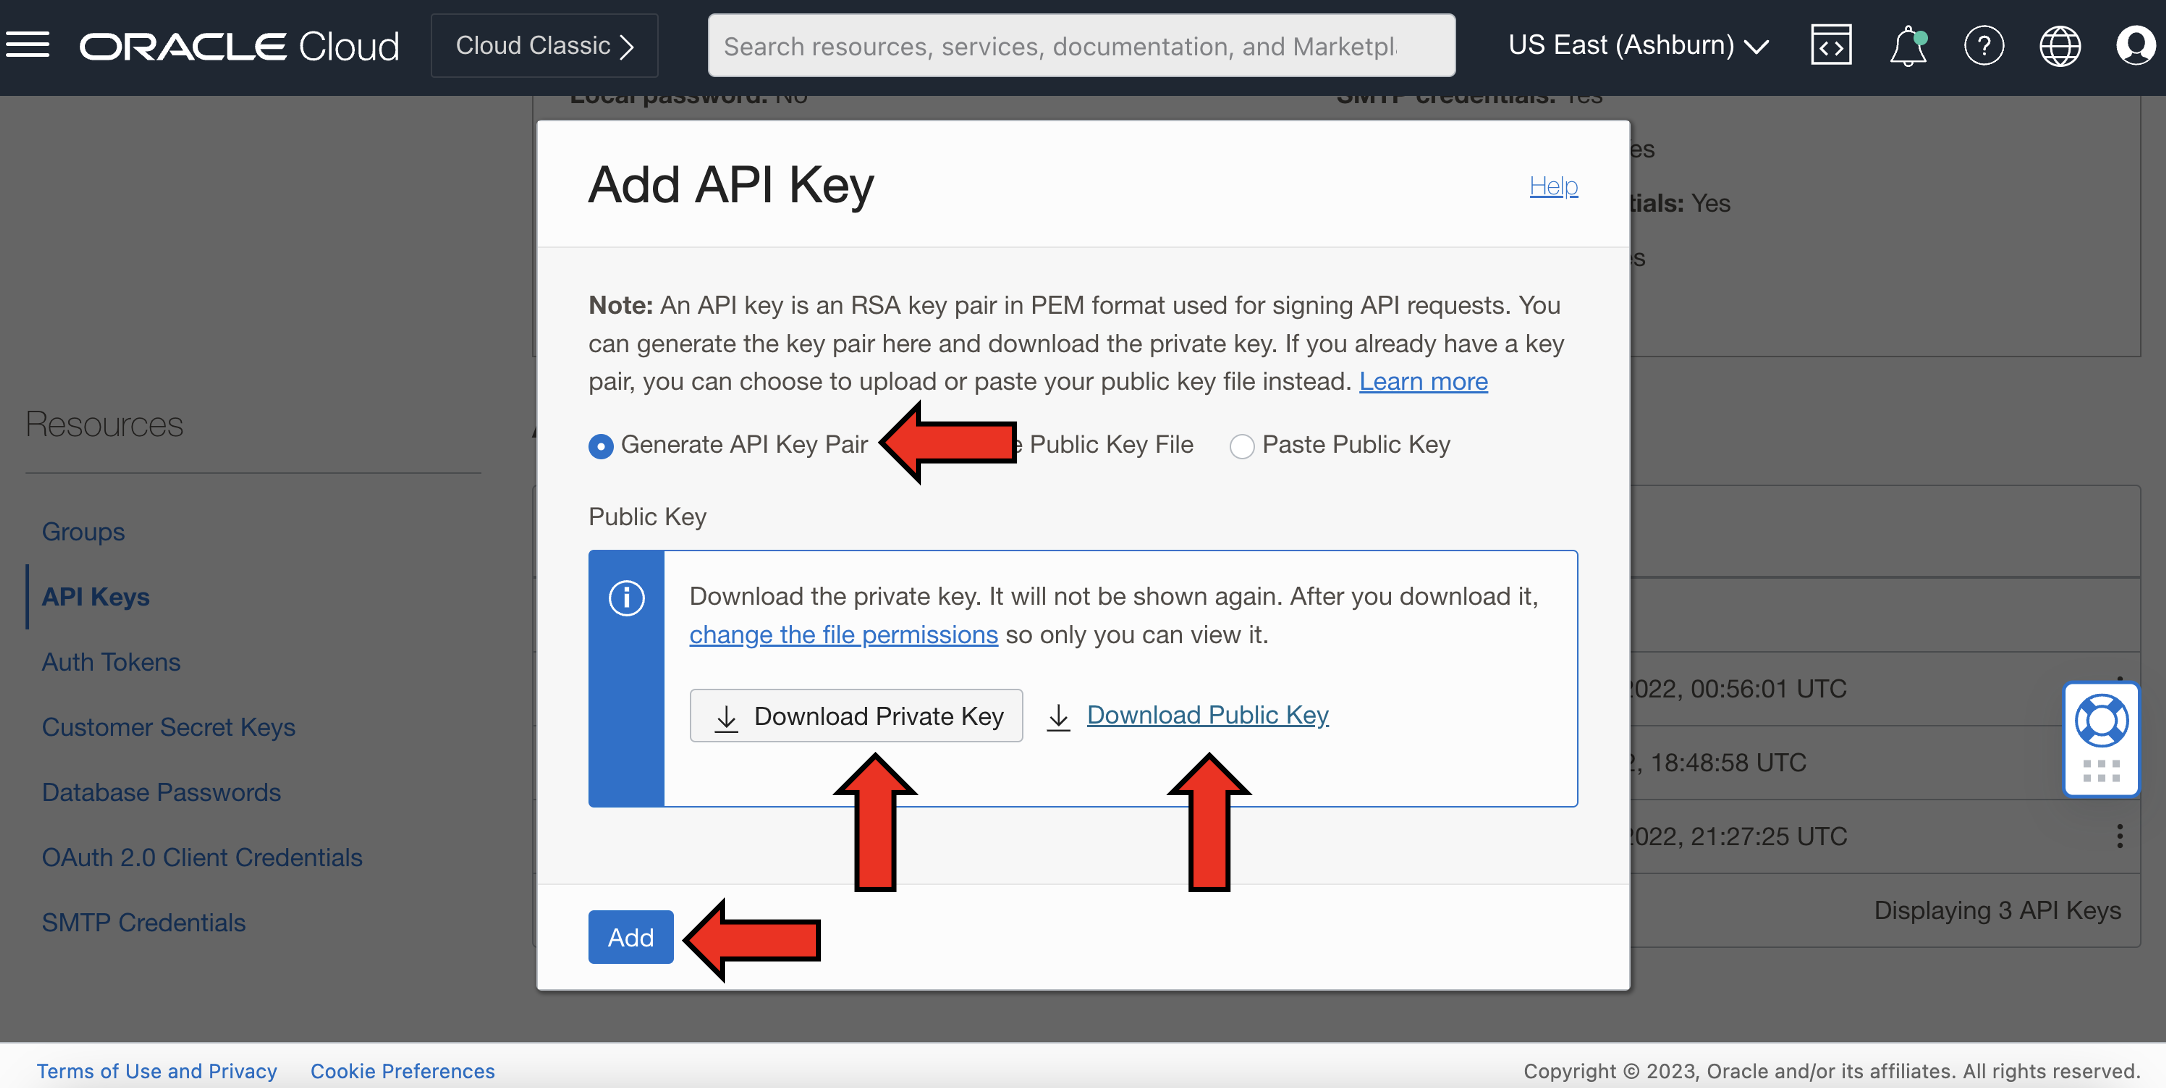 ORACLE Cloud
Cloud Classic
Search resources, services, documentation, and Marketpl
US East (Ashburn)
Local password: No
SMTP credentials: Yes
Add API Key
Help
es
tials: Yes
s
Note: An API key is an RSA key pair in PEM format used for signing API requests. You
can generate the key pair here and download the private key. If you already have a key
pair, you can choose to upload or paste your public key file instead. Learn more
Generate API Key Pair
e Public Key File
Paste Public Key
Public Key
Download the private key. It will not be shown again. After you download it,
change the file permissions so only you can view it.
Download Private Key
Download Public Key
Add
Resources
Groups
API Keys
Auth Tokens
Customer Secret Keys
Database Passwords
OAuth 2.0 Client Credentials
SMTP Credentials
2022, 00:56:01 UTC
2, 18:48:58 UTC
2022, 21:27:25 UTC
Displaying 3 API Keys
Terms of Use and Privacy
Cookie Preferences
Copyright © 2023, Oracle and/or its affiliates. All rights reserved.